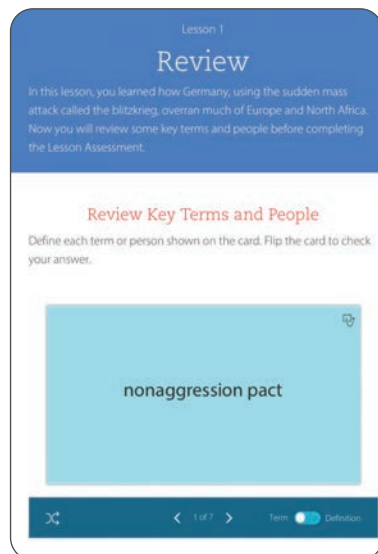 Lesson 1
Review
In this lesson, you learned how Germany, using the sudden mass
attack called the blitzkrieg, overran much of Europe and North Africa.
Now you will review some key terms and people before completing
the Lesson Assessment.
Review Key Terms and People
Define each term or person shown on the card. Flip the card to check
your answer.
nonaggression pact
1 of 7 Term Definition